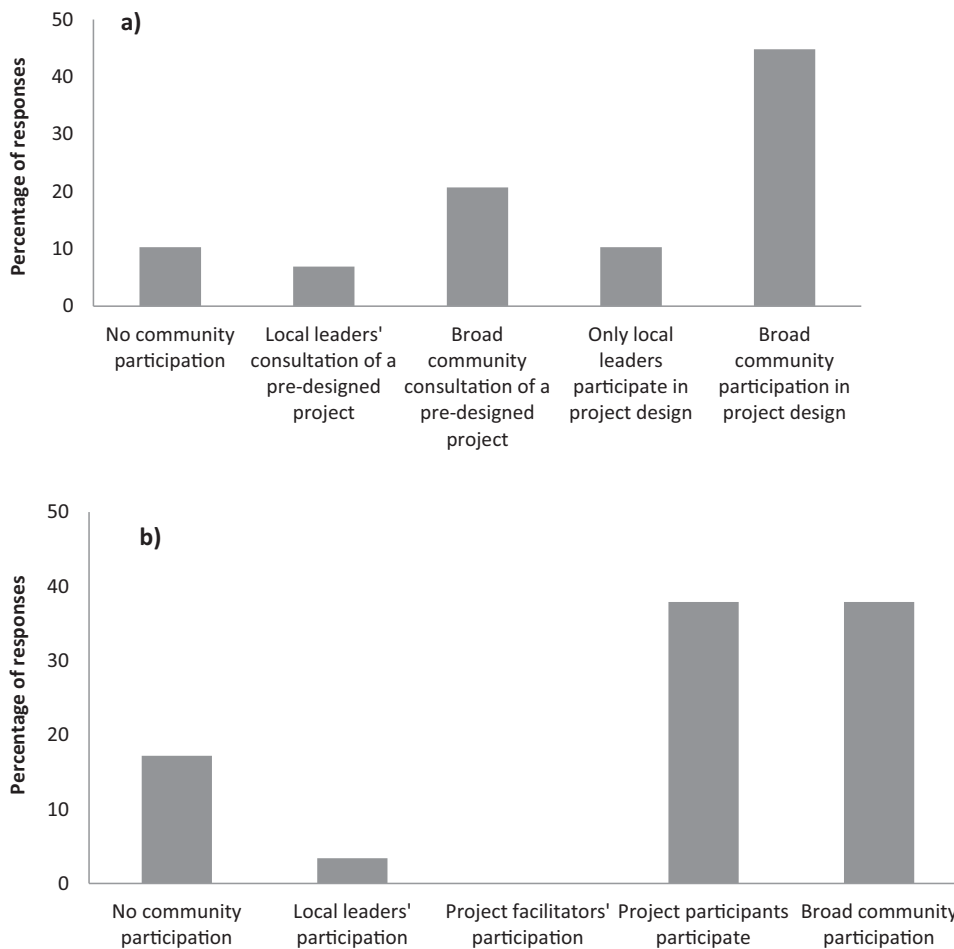 a)
Percentage of responses
50
40
30
20
10
0
No community
participation
Local leaders'
consultation of a
pre-designed
project
Broad
community
consultation of a
pre-designed
project
Only local
leaders
participate in
project design
Broad
community
participation in
project design
b)
Percentage of responses
50
40
30
20
10
0
No community
participation
Local leaders'
participation
Project facilitators'
participation
Project participants
participate
Broad community
participation